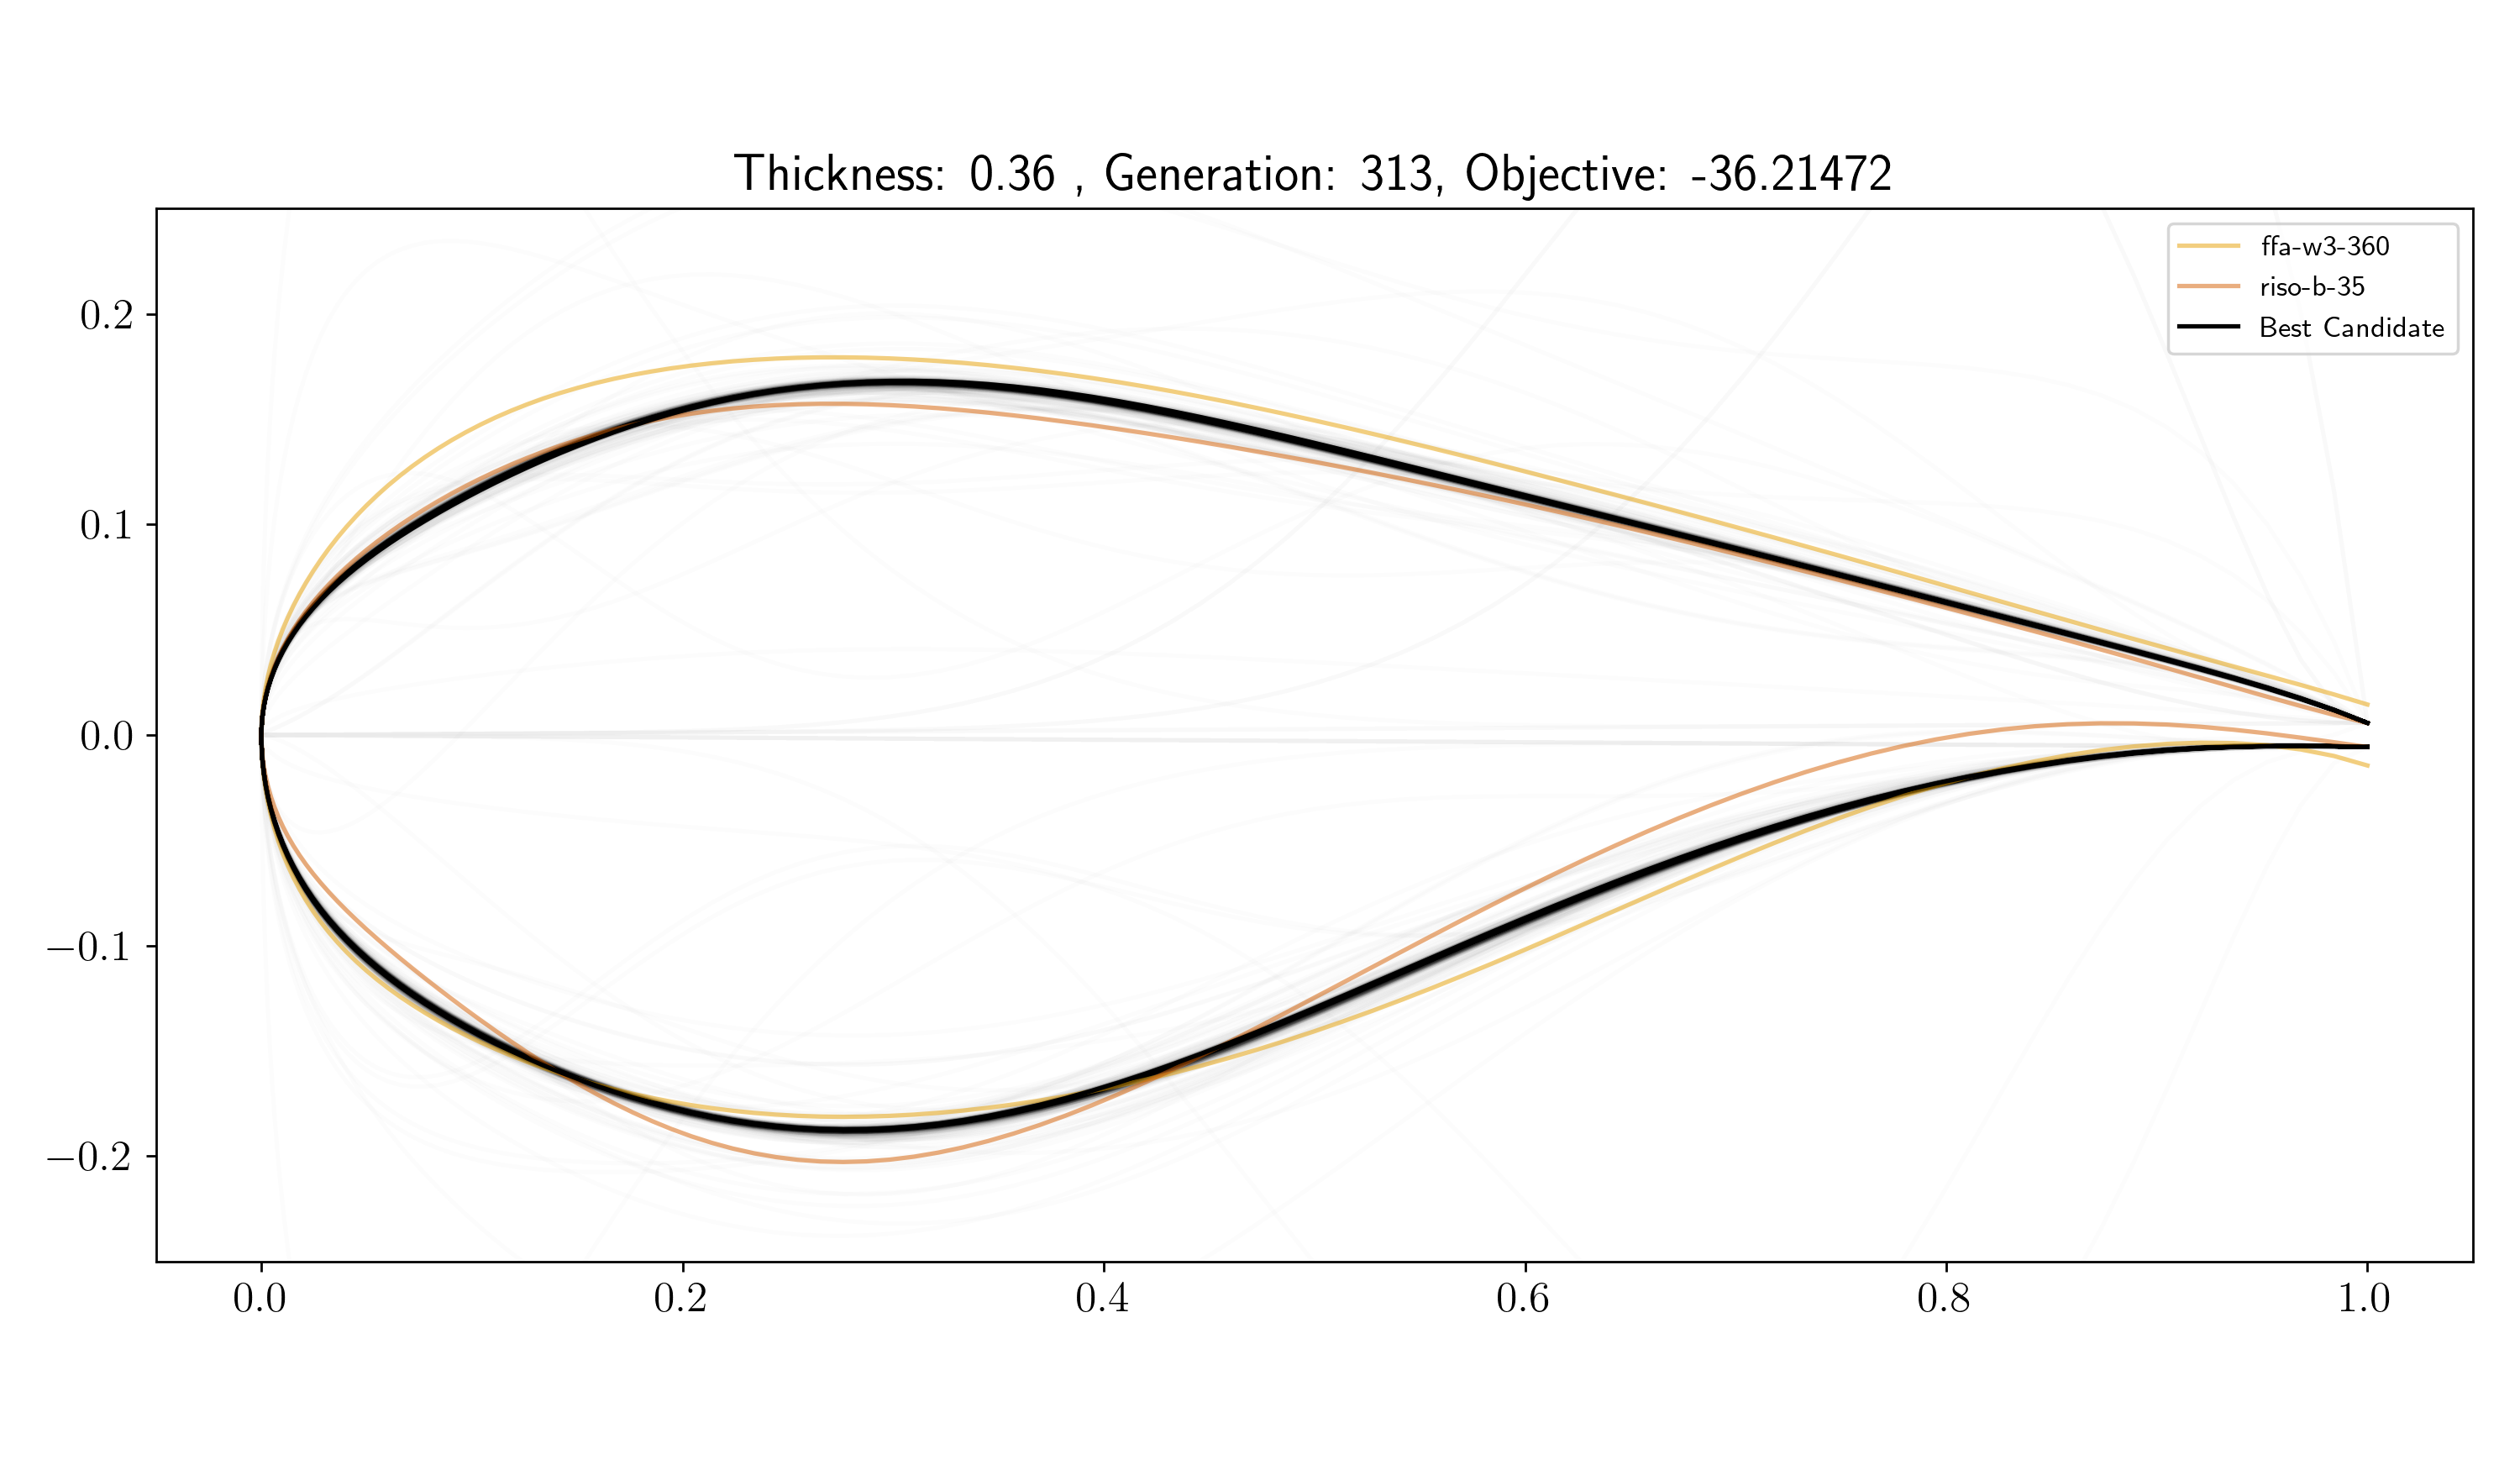 Thickness: 0.36 , Generation: 313, Objective: -36.21472
ffa-w3-360
riso-b-35
Best Candidate
0.2
0.1
0.0
−0.1
−0.2
0.0 0.2 0.4 0.6 0.8 1.0